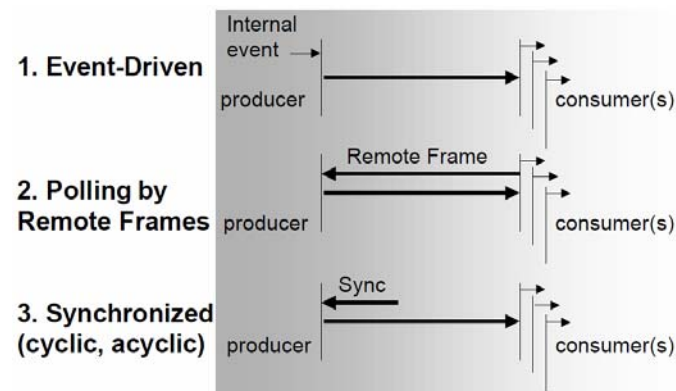 Internal
event
1. Event-Driven
producer
consumer(s)
Remote Frame
2. Polling by
Remote Frames
producer
consumer(s)
Sync
3. Synchronized
(cyclic, acyclic)
producer
consumer(s)